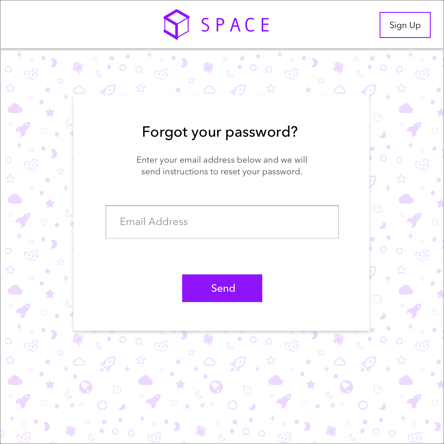 SPACE
Sign Up
Forgot your password?
Enter your email address below and we will
send instructions to reset your password.
Email Address
Send